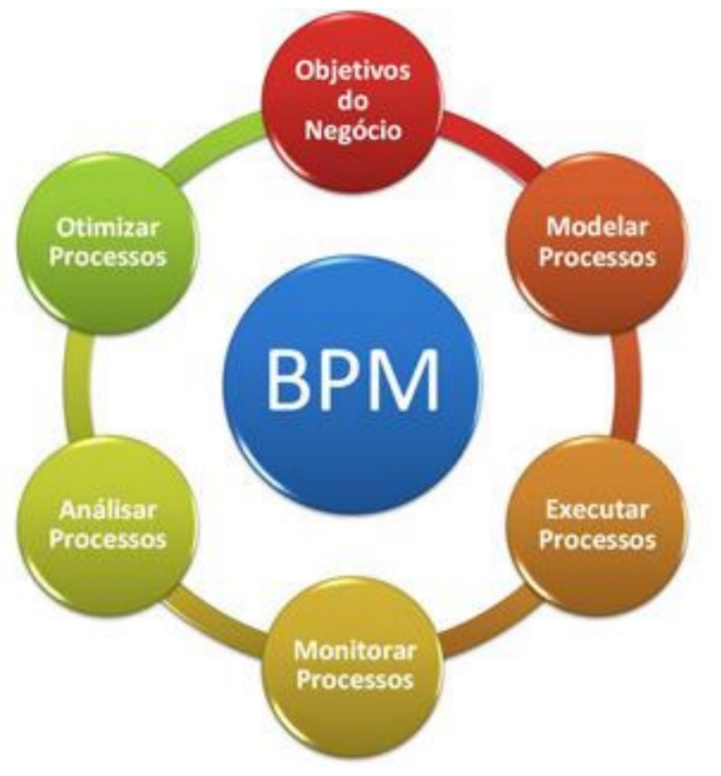 Objetivos
do
Negócio
Modelar
Processos
Executar
Processos
Monitorar
Processos
Análisar
Processos
Otimizar
Processos
BPM